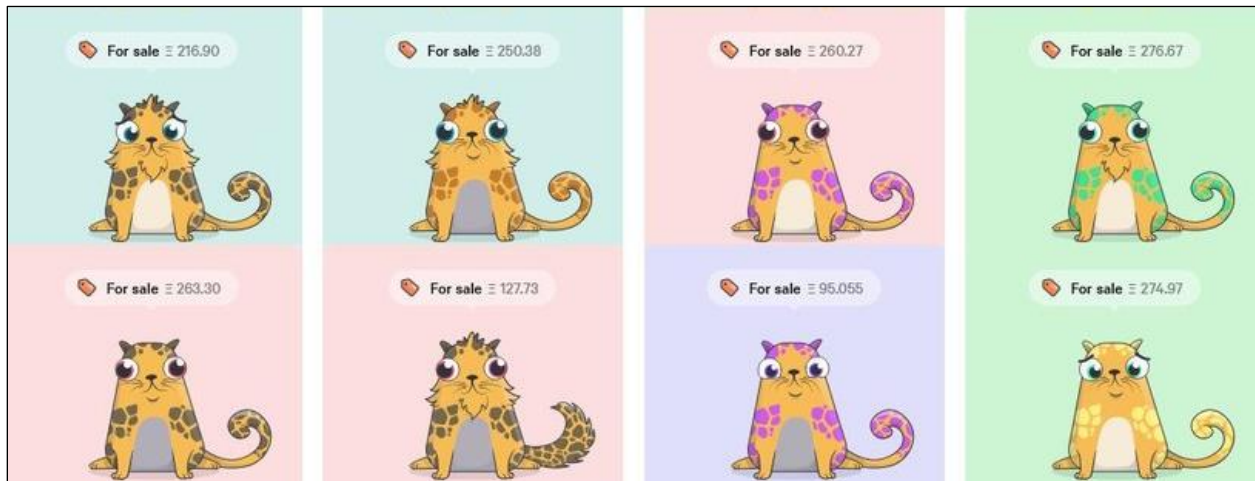 For sale Ξ 216.90
For sale Ξ 250.38
For sale Ξ 260.27
For sale Ξ 276.67
For sale Ξ 263.30
For sale Ξ 127.73
For sale Ξ 95.055
For sale Ξ 274.97